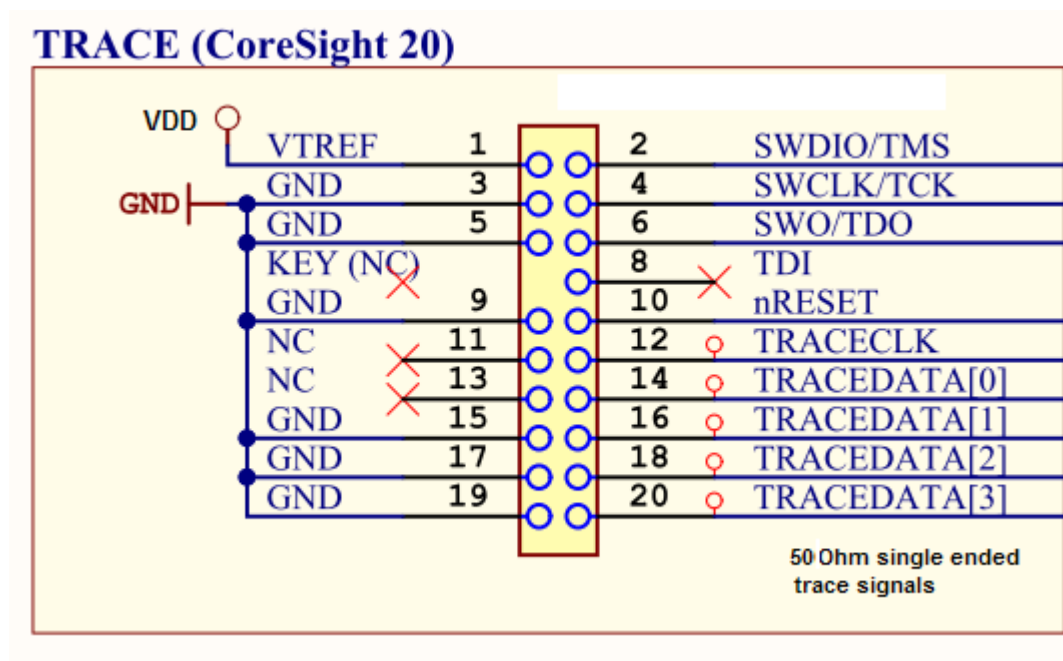 TRACE (CoreSight 20)
VDD
VTREF 1 2 SWDIO/TMS
GND GND 3 4 SWCLK/TCK
GND 5 6 SWO/TDO
KEY (NC) 8 TDI
GND 9 10 nRESET
NC 11 12 TRACECLK
NC 13 14 TRACEDATA[0]
GND 15 16 TRACEDATA[1]
GND 17 18 TRACEDATA[2]
GND 19 20 TRACEDATA[3]
50 Ohm single ended
trace signals